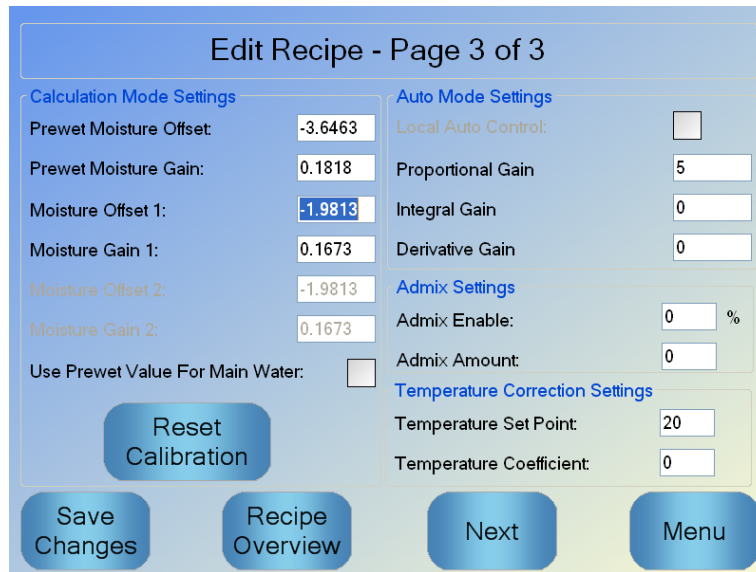 Edit Recipe - Page 3 of 3
Calculation Mode Settings
Prewet Moisture Offset: -3.6463
Prewet Moisture Gain: 0.1818
Moisture Offset 1: -1.9813
Moisture Gain 1: 0.1673
Moisture Offset 2: -1.9813
Moisture Gain 2: 0.1673
Use Prewet Value For Main Water:
Reset
Calibration
Auto Mode Settings
Local Auto Control:
Proportional Gain 5
Integral Gain 0
Derivative Gain 0
Admix Settings
Admix Enable: 0 %
Admix Amount: 0
Temperature Correction Settings
Temperature Set Point: 20
Temperature Coefficient: 0
Save
Changes
Recipe
Overview
Next
Menu